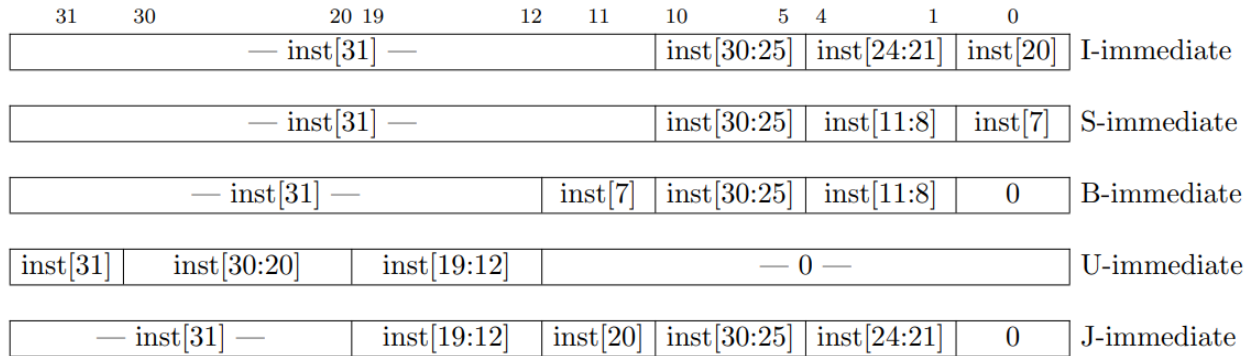 31 30 20 19 12 11 10 5 4 1 0
— inst[31] — inst[30:25] inst[24:21] inst[20] I-immediate
— inst[31] — inst[30:25] inst[11:8] inst[7] S-immediate
— inst[31] — inst[7] inst[30:25] inst[11:8] 0 B-immediate
inst[31] inst[30:20] inst[19:12] — 0 — U-immediate
— inst[31] — inst[19:12] inst[20] inst[30:25] inst[24:21] 0 J-immediate